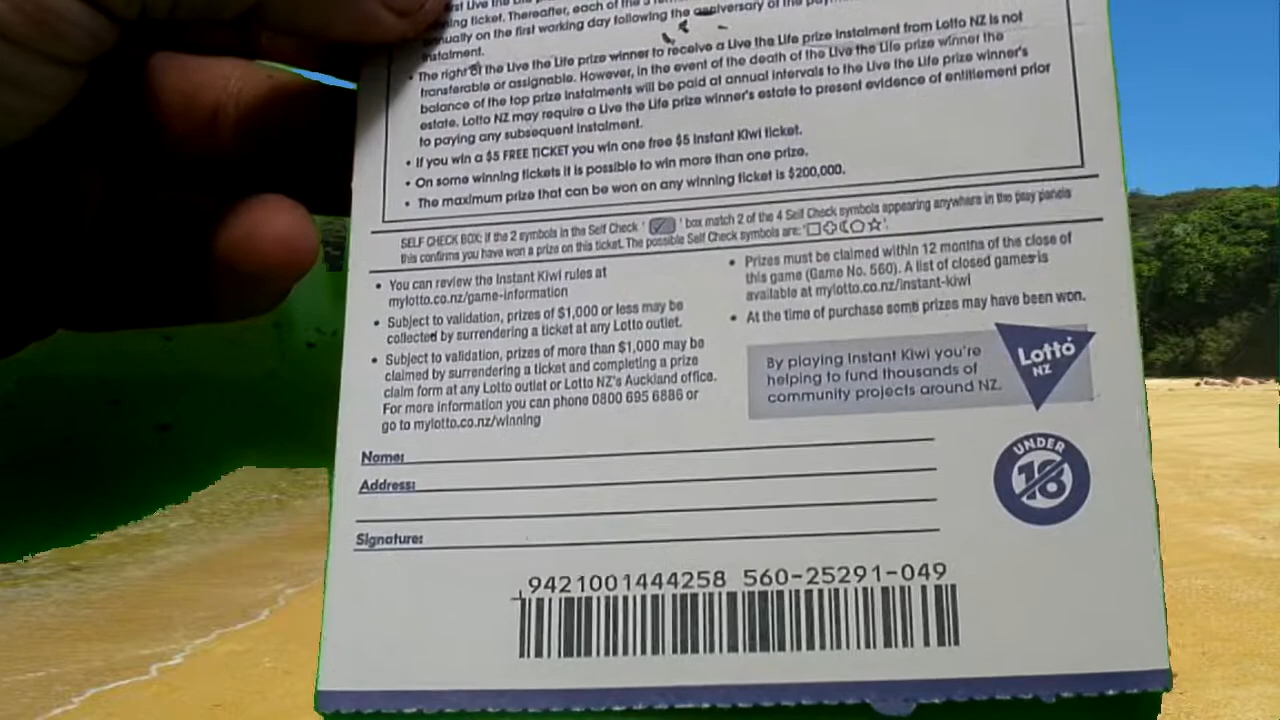 ning ticket. Thereafter, each of the
nually on the first working day following the anniversary of the
instalment.
• The right of the Live the Life prize winner to receive a Live the Life prize instalment from Lotto NZ is not
transferable or assignable. However, in the event of the death of the Live the Life prize winner the
balance of the top prize instalments will be paid at annual intervals to the Live the Life prize winner's
estate. Lotto NZ may require a Live the Life prize winner's estate to present evidence of entitlement prior
to paying any subsequent instalment.
• If you win a $5 FREE TICKET you win one free $5 Instant Kiwi ticket.
• On some winning tickets it is possible to win more than one prize.
• The maximum prize that can be won on any winning ticket is $200,000.
SELF CHECK BOX: If the 2 symbols in the Self Check ' ' box match 2 of the 4 Self Check symbols appearing anywhere in the play panels
this confirms you have won a prize on this ticket. The possible Self Check symbols are: '□✚☾○☆'.
• You can review the Instant Kiwi rules at
mylotto.co.nz/game-information
• Subject to validation, prizes of $1,000 or less may be
collected by surrendering a ticket at any Lotto outlet.
• Subject to validation, prizes of more than $1,000 may be
claimed by surrendering a ticket and completing a prize
claim form at any Lotto outlet or Lotto NZ's Auckland office.
For more information you can phone 0800 695 6886 or
go to mylotto.co.nz/winning
• Prizes must be claimed within 12 months of the close of
this game (Game No. 560). A list of closed games is
available at mylotto.co.nz/instant-kiwi
• At the time of purchase some prizes may have been won.
By playing Instant Kiwi you're
helping to fund thousands of
community projects around NZ.
Lotto
NZ
UNDER
18
Name:
Address:
Signature:
9421001444258 560-25291-049